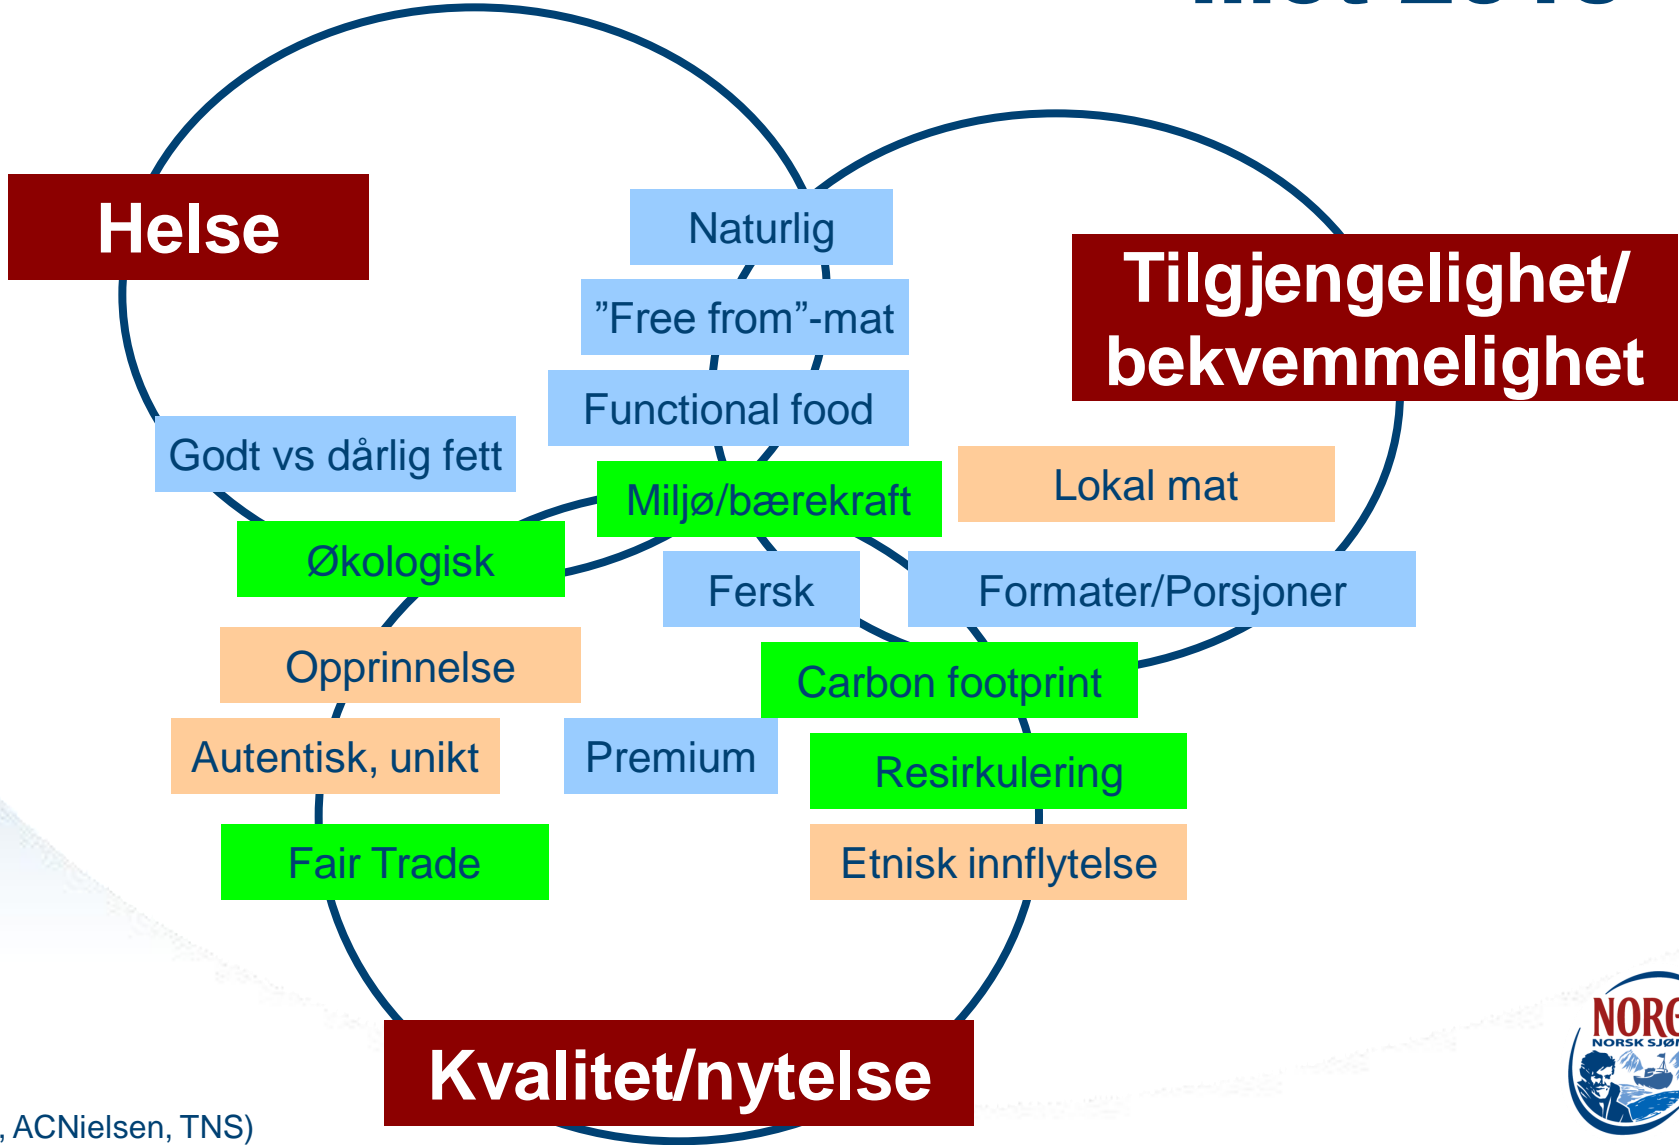 Helse
Naturlig
Tilgjengelighet/
bekvemmelighet
”Free from”-mat
Functional food
Godt vs dårlig fett
Miljø/bærekraft
Lokal mat
Økologisk
Fersk
Formater/Porsjoner
Opprinnelse
Carbon footprint
Autentisk, unikt
Premium
Resirkulering
Fair Trade
Etnisk innflytelse
Kvalitet/nytelse
NORSK
, ACNielsen, TNS)